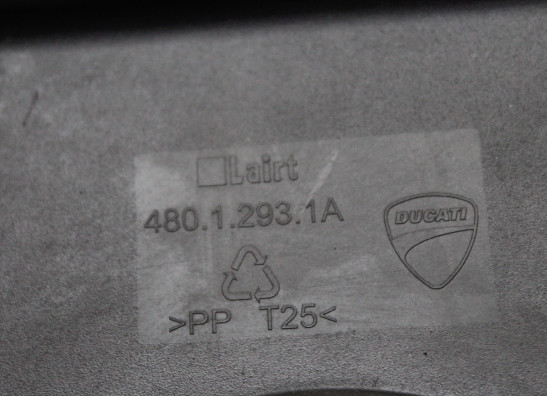 Lairt
480.1.293.1A
DUCATI
>PP T25<